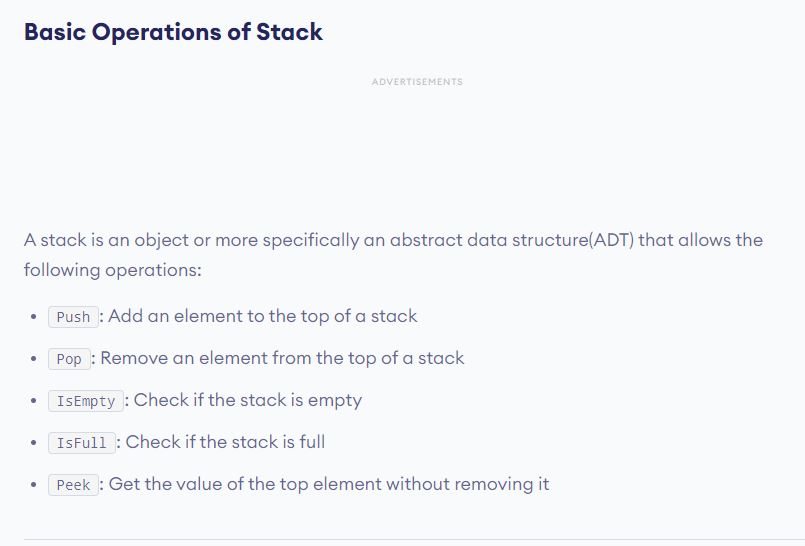 Basic Operations of Stack
ADVERTISEMENTS
A stack is an object or more specifically an abstract data structure(ADT) that allows the
following operations:
• Push: Add an element to the top of a stack
• Pop: Remove an element from the top of a stack
• IsEmpty: Check if the stack is empty
• IsFull: Check if the stack is full
• Peek: Get the value of the top element without removing it